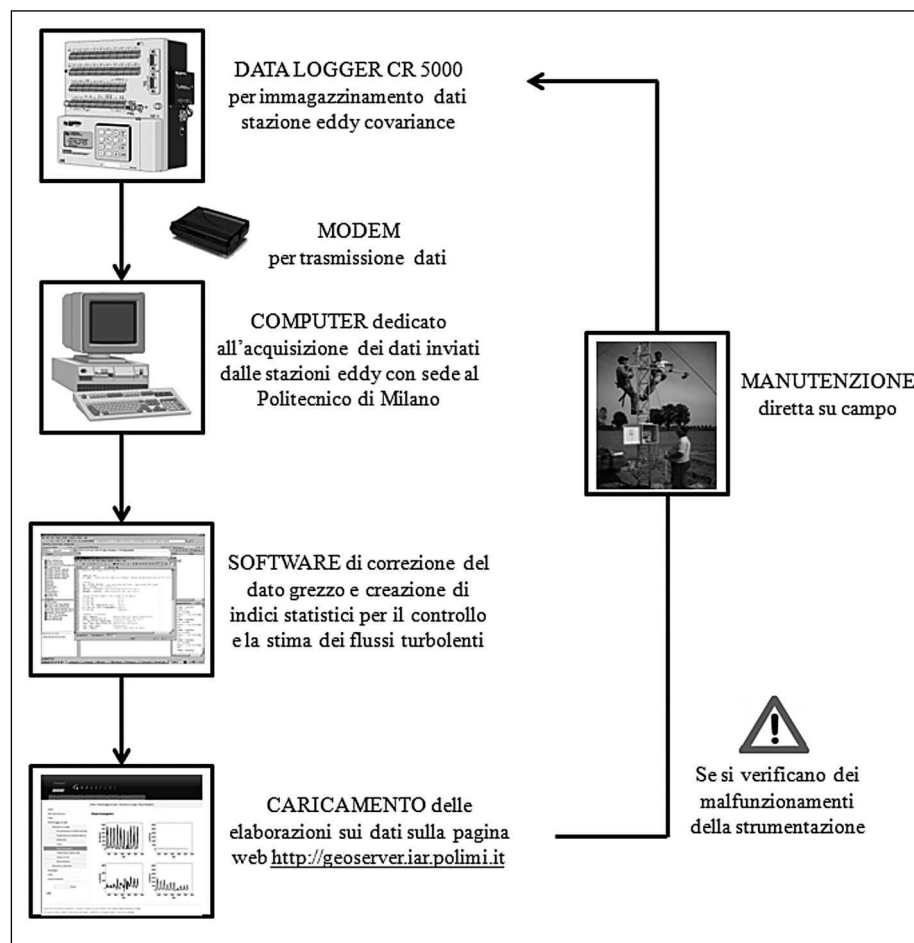 DATA LOGGER CR 5000
per immagazzinamento dati
stazione eddy covariance
MODEM
per trasmissione dati
COMPUTER dedicato
all'acquisizione dei dati inviati
dalle stazioni eddy con sede al
Politecnico di Milano
MANUTENZIONE
diretta su campo
SOFTWARE di correzione del
dato grezzo e creazione di
indici statistici per il controllo
e la stima dei flussi turbolenti
CARICAMENTO delle
elaborazioni sui dati sulla pagina
web http://geoserver.iar.polimi.it
Se si verificano dei
malfunzionamenti
della strumentazione